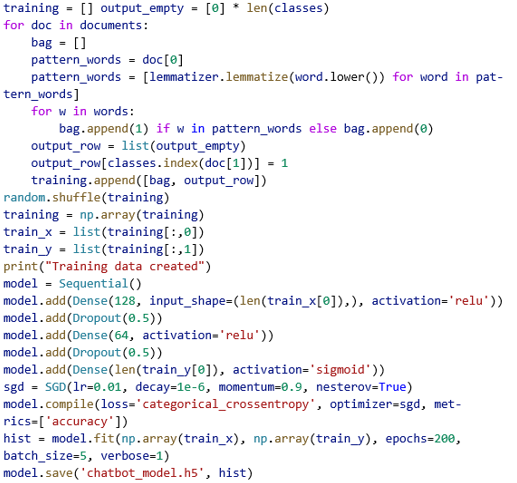 training = [] output_empty = [0] * len(classes)
for doc in documents:
    bag = []
    pattern_words = doc[0]
    pattern_words = [lemmatizer.lemmatize(word.lower()) for word in pat-
tern_words]
    for w in words:
        bag.append(1) if w in pattern_words else bag.append(0)
    output_row = list(output_empty)
    output_row[classes.index(doc[1])] = 1
    training.append([bag, output_row])
random.shuffle(training)
training = np.array(training)
train_x = list(training[:,0])
train_y = list(training[:,1])
print("Training data created")
model = Sequential()
model.add(Dense(128, input_shape=(len(train_x[0]),), activation='relu'))
model.add(Dropout(0.5))
model.add(Dense(64, activation='relu'))
model.add(Dropout(0.5))
model.add(Dense(len(train_y[0]), activation='sigmoid'))
sgd = SGD(lr=0.01, decay=1e-6, momentum=0.9, nesterov=True)
model.compile(loss='categorical_crossentropy', optimizer=sgd, met-
rics=['accuracy'])
hist = model.fit(np.array(train_x), np.array(train_y), epochs=200,
batch_size=5, verbose=1)
model.save('chatbot_model.h5', hist)